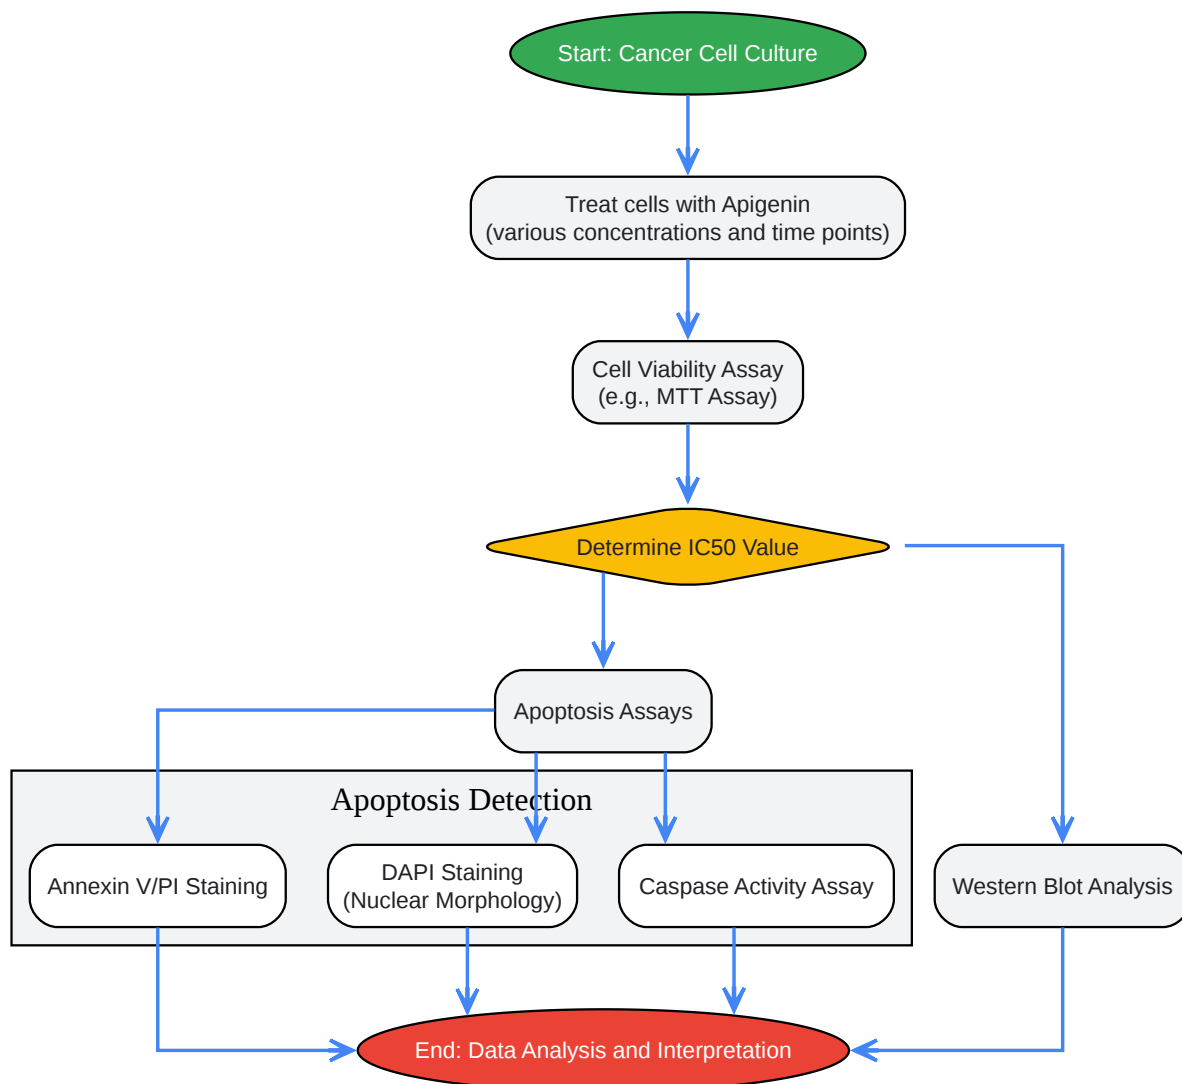 Start: Cancer Cell Culture
Treat cells with Apigenin
(various concentrations and time points)
Cell Viability Assay
(e.g., MTT Assay)
Determine IC50 Value
Apoptosis Assays
Apoptosis Detection
Annexin V/PI Staining
DAPI Staining
(Nuclear Morphology)
Caspase Activity Assay
Western Blot Analysis
End: Data Analysis and Interpretation